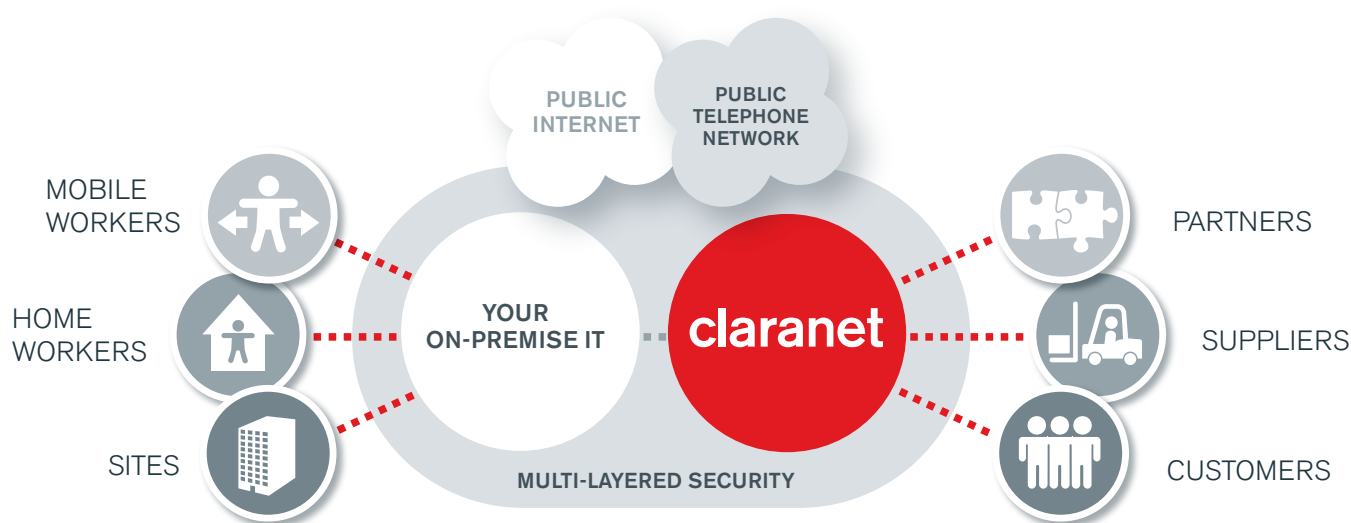 PUBLIC
INTERNET
PUBLIC
TELEPHONE
NETWORK
MOBILE
WORKERS
HOME
WORKERS
SITES
YOUR
ON-PREMISE IT
claranet
PARTNERS
SUPPLIERS
CUSTOMERS
MULTI-LAYERED SECURITY